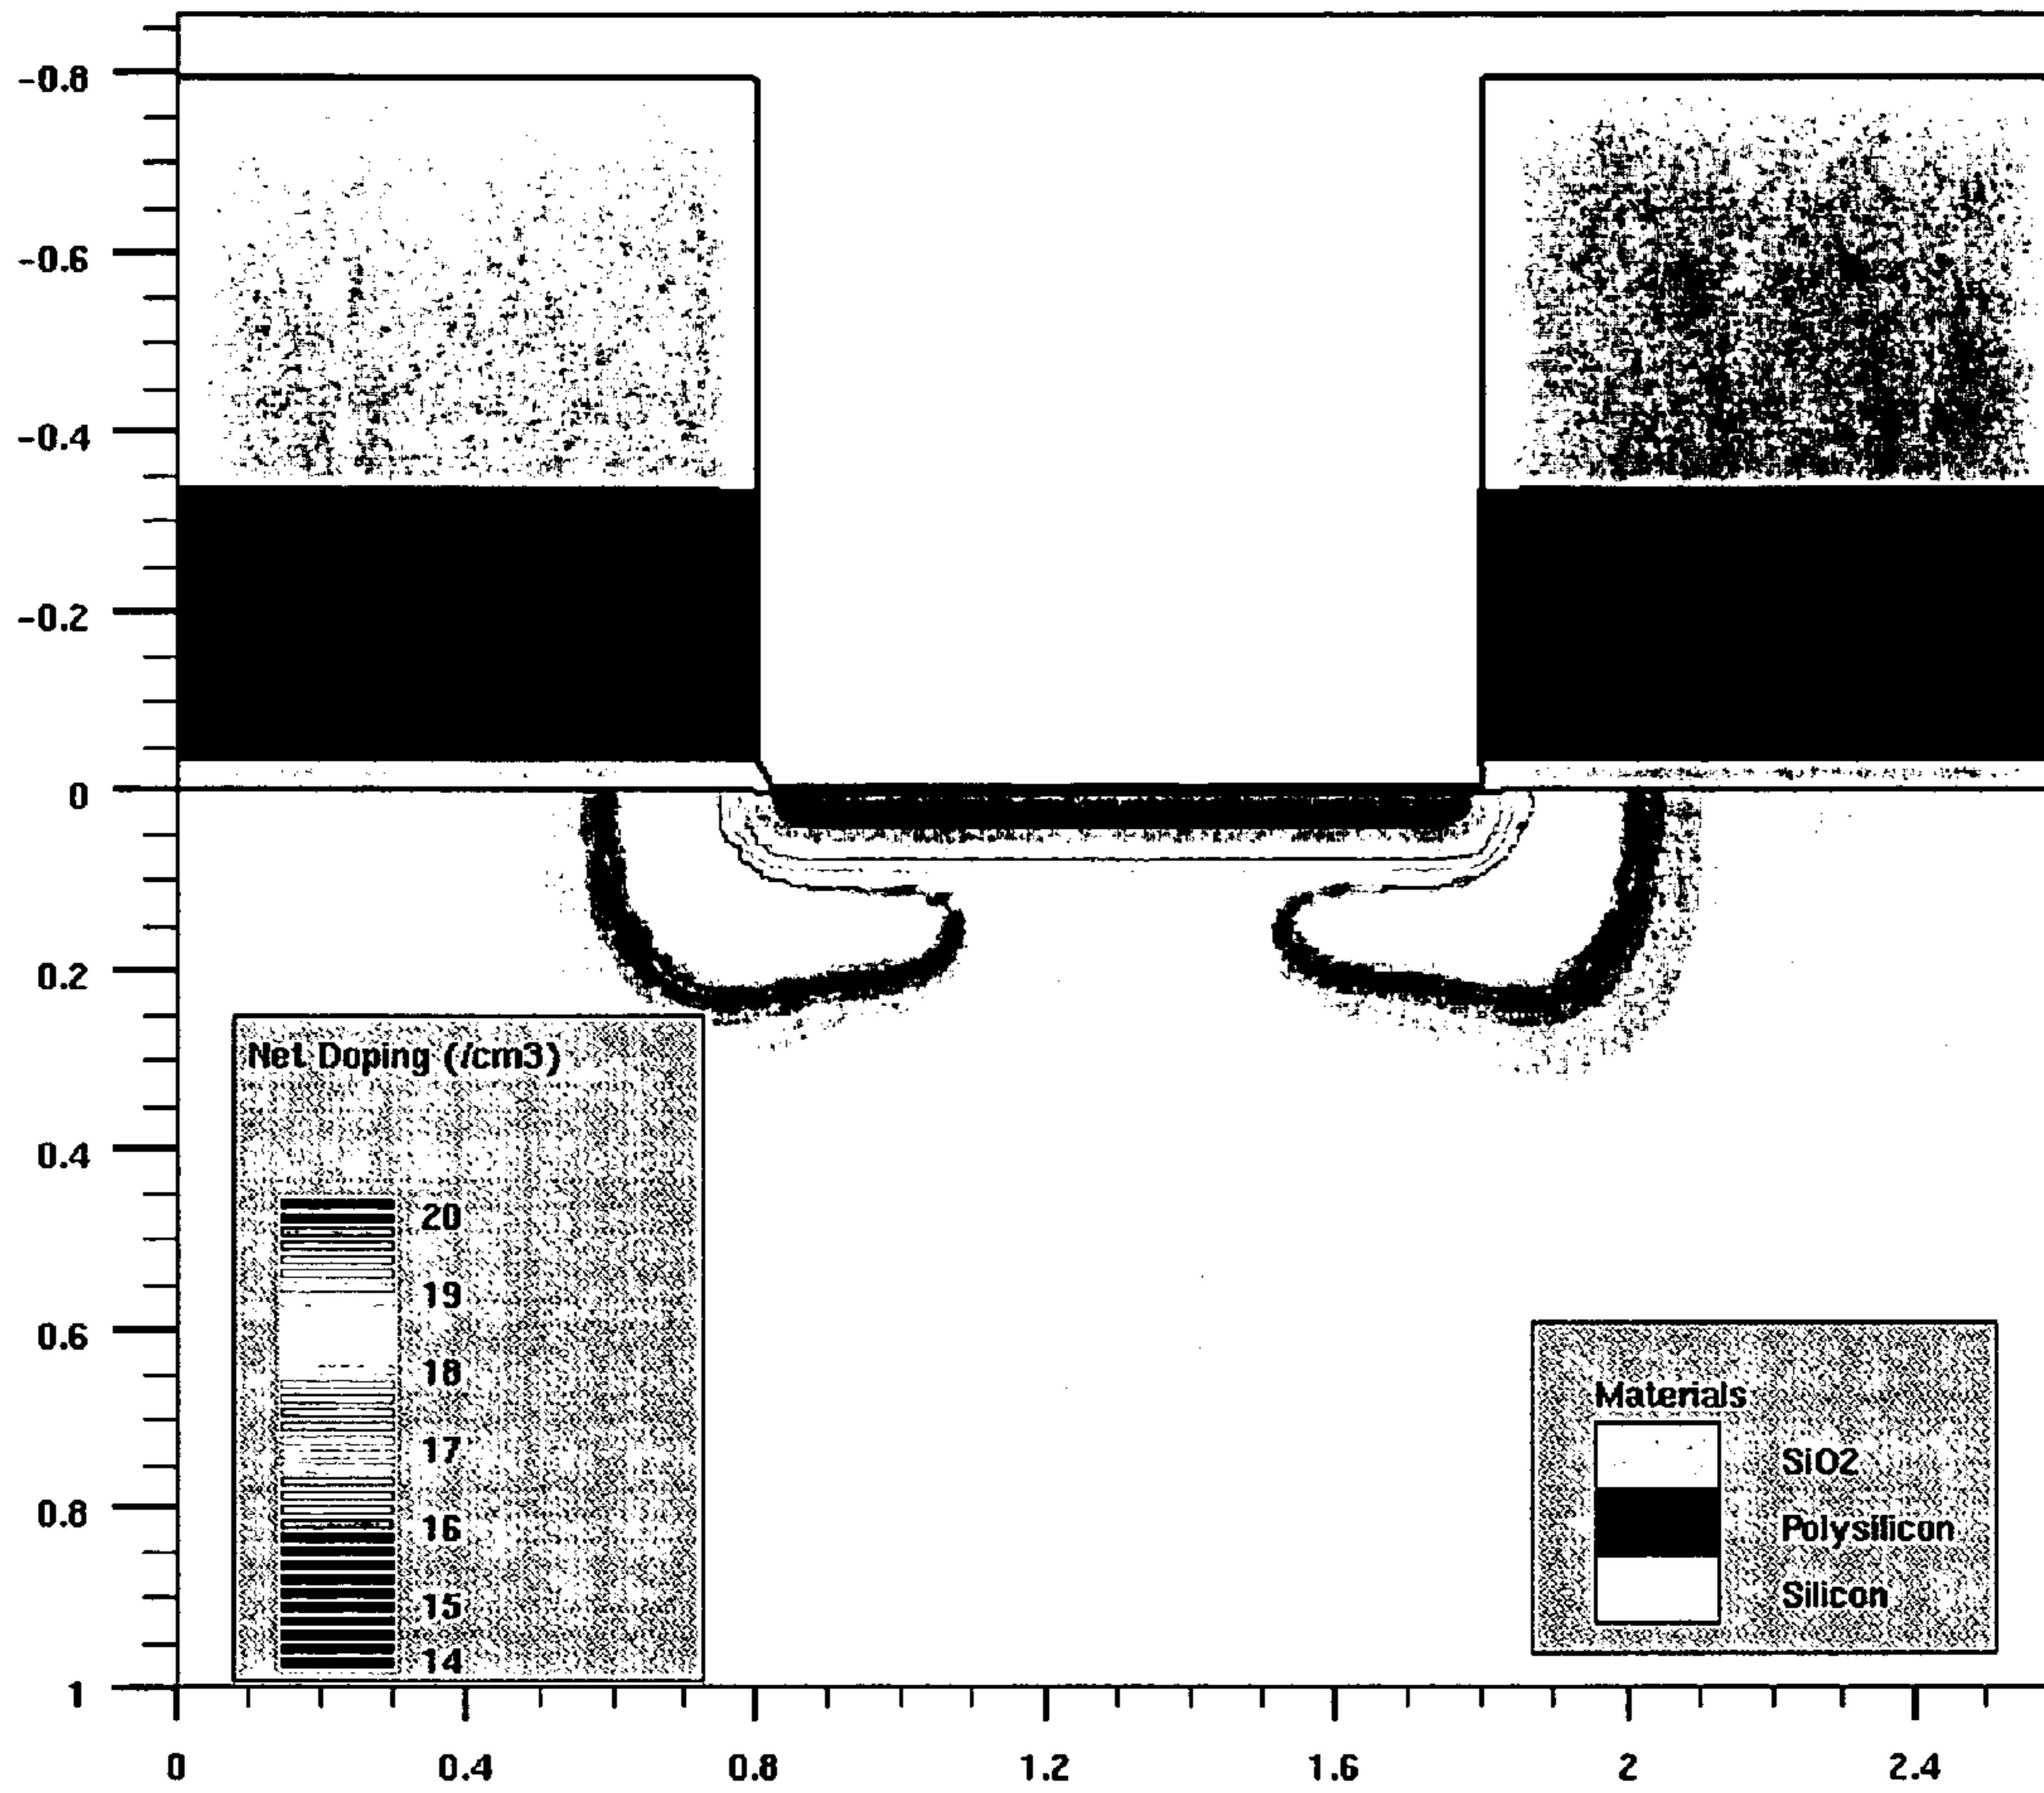 -0.8
-0.6
-0.4
-0.2
0
0.2
0.4
0.6
0.8
1
Net Doping (/cm3)
20
19
18
17
16
15
14
Materials
SiO2
Polysilicon
Silicon
0 0.4 0.8 1.2 1.6 2 2.4